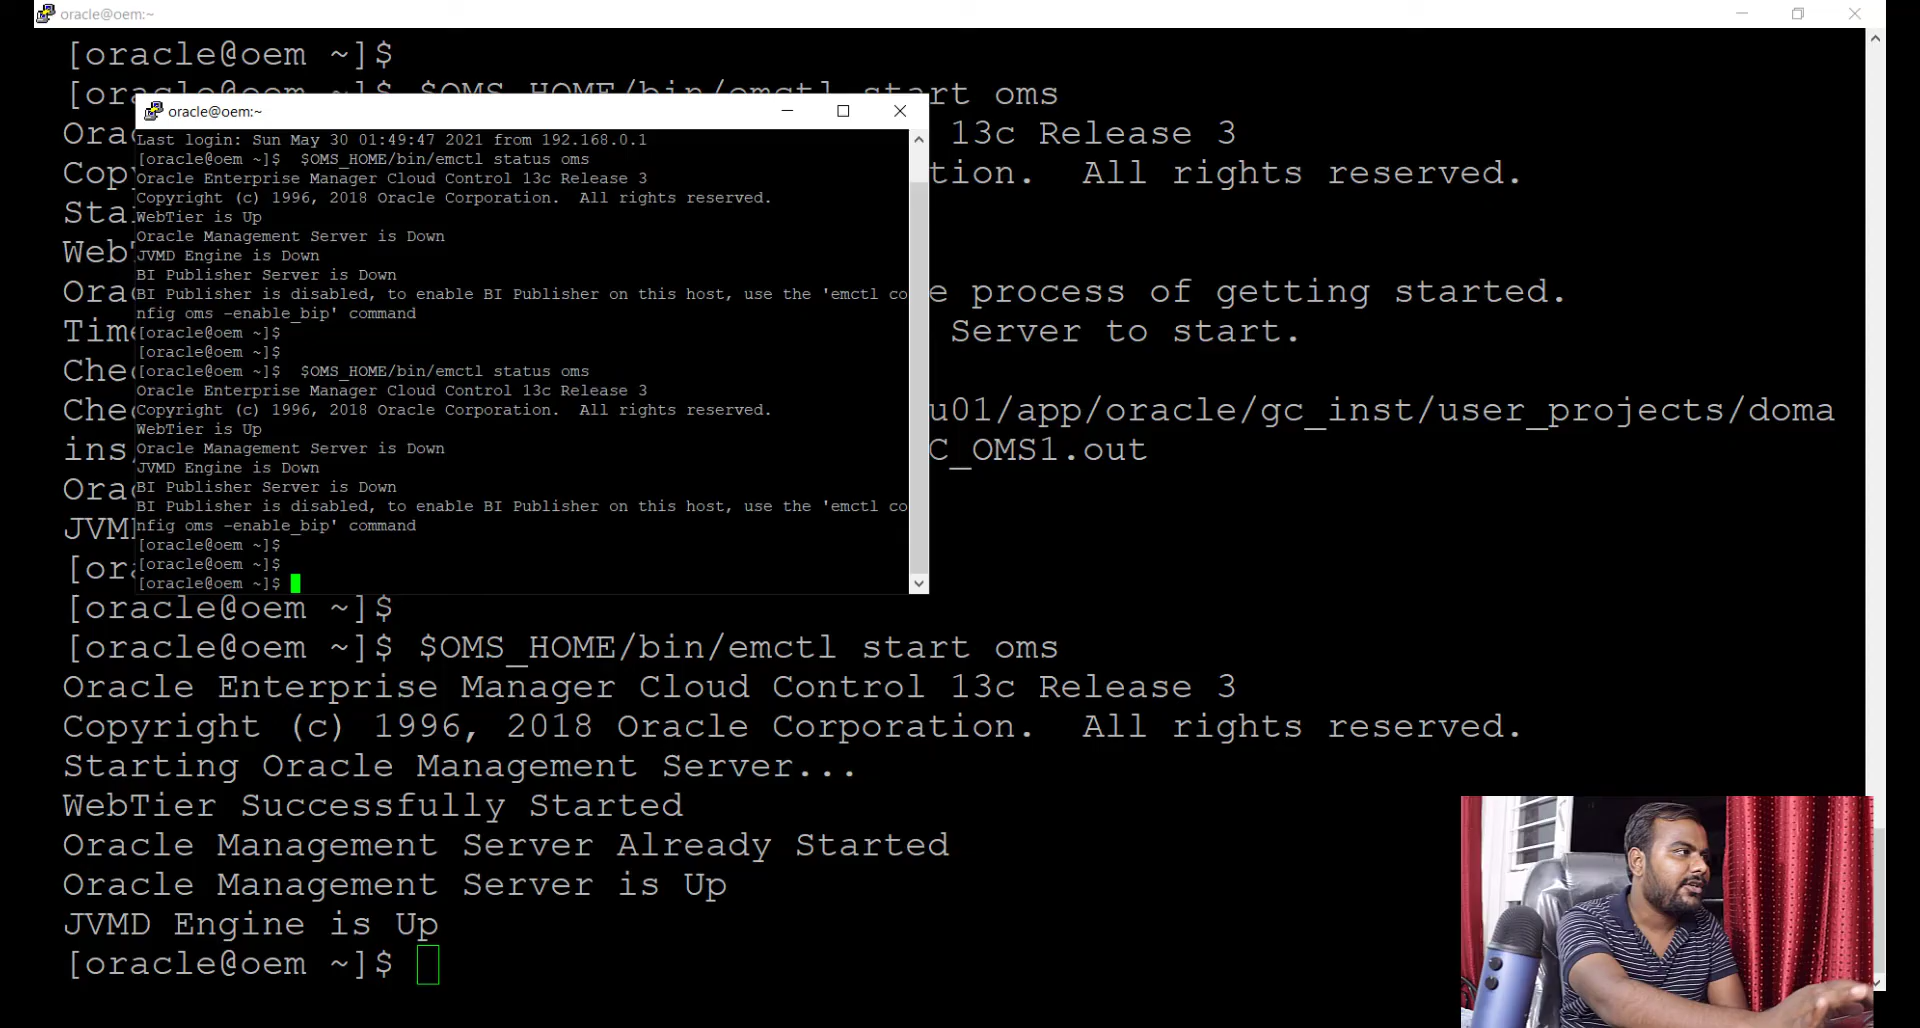 oracle@oem:~
[oracle@oem ~]$
[ora $OMS_HOME/bin/emctl start oms
Ora 13c Release 3
Cop tion.  All rights reserved.
Sta
Web
Ora e process of getting started.
Time Server to start.
Che
Che u01/app/oracle/gc_inst/user_projects/doma
ins, C_OMS1.out
Ora
JVM
[or
oracle@oem:~
Last login: Sun May 30 01:49:47 2021 from 192.168.0.1
[oracle@oem ~]$  $OMS_HOME/bin/emctl status oms
Oracle Enterprise Manager Cloud Control 13c Release 3
Copyright (c) 1996, 2018 Oracle Corporation.  All rights reserved.
WebTier is Up
Oracle Management Server is Down
JVMD Engine is Down
BI Publisher Server is Down
BI Publisher is disabled, to enable BI Publisher on this host, use the 'emctl co
nfig oms -enable_bip' command
[oracle@oem ~]$
[oracle@oem ~]$
[oracle@oem ~]$  $OMS_HOME/bin/emctl status oms
Oracle Enterprise Manager Cloud Control 13c Release 3
Copyright (c) 1996, 2018 Oracle Corporation.  All rights reserved.
WebTier is Up
Oracle Management Server is Down
JVMD Engine is Down
BI Publisher Server is Down
BI Publisher is disabled, to enable BI Publisher on this host, use the 'emctl co
nfig oms -enable_bip' command
[oracle@oem ~]$
[oracle@oem ~]$
[oracle@oem ~]$
[oracle@oem ~]$
[oracle@oem ~]$ $OMS_HOME/bin/emctl start oms
Oracle Enterprise Manager Cloud Control 13c Release 3
Copyright (c) 1996, 2018 Oracle Corporation.  All rights reserved.
Starting Oracle Management Server...
WebTier Successfully Started
Oracle Management Server Already Started
Oracle Management Server is Up
JVMD Engine is Up
[oracle@oem ~]$